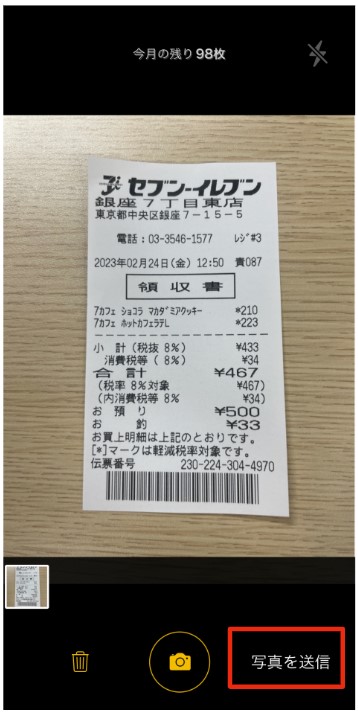 今月の残り 98枚
セブン-イレブン
銀座7丁目東店
東京都中央区銀座7-15-5
電話：03-3546-1577 レジ#3
2023年02月24日(金) 12:50 責087
領収書
7カフェ ショコラ マカダミアクッキー *210
7カフェ ホットカフェラテL *223
小 計(税抜 8%) ¥433
消費税等( 8%) ¥34
合 計 ¥467
(税率 8%対象 ¥467)
(内消費税等 8% ¥34)
お 預 り ¥500
お 釣 ¥33
お買上明細は上記のとおりです。
[*]マークは軽減税率対象です。
伝票番号 230-224-304-4970
写真を送信